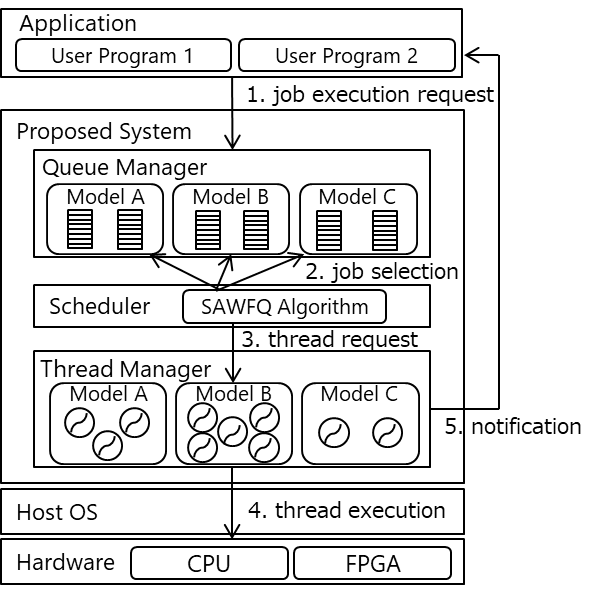 Application
User Program 1
User Program 2
1. job execution request
Proposed System
Queue Manager
Model A
Model B
Model C
2. job selection
Scheduler
SAWFQ Algorithm
3. thread request
Thread Manager
Model A
Model B
Model C
5. notification
Host OS
4. thread execution
Hardware
CPU
FPGA